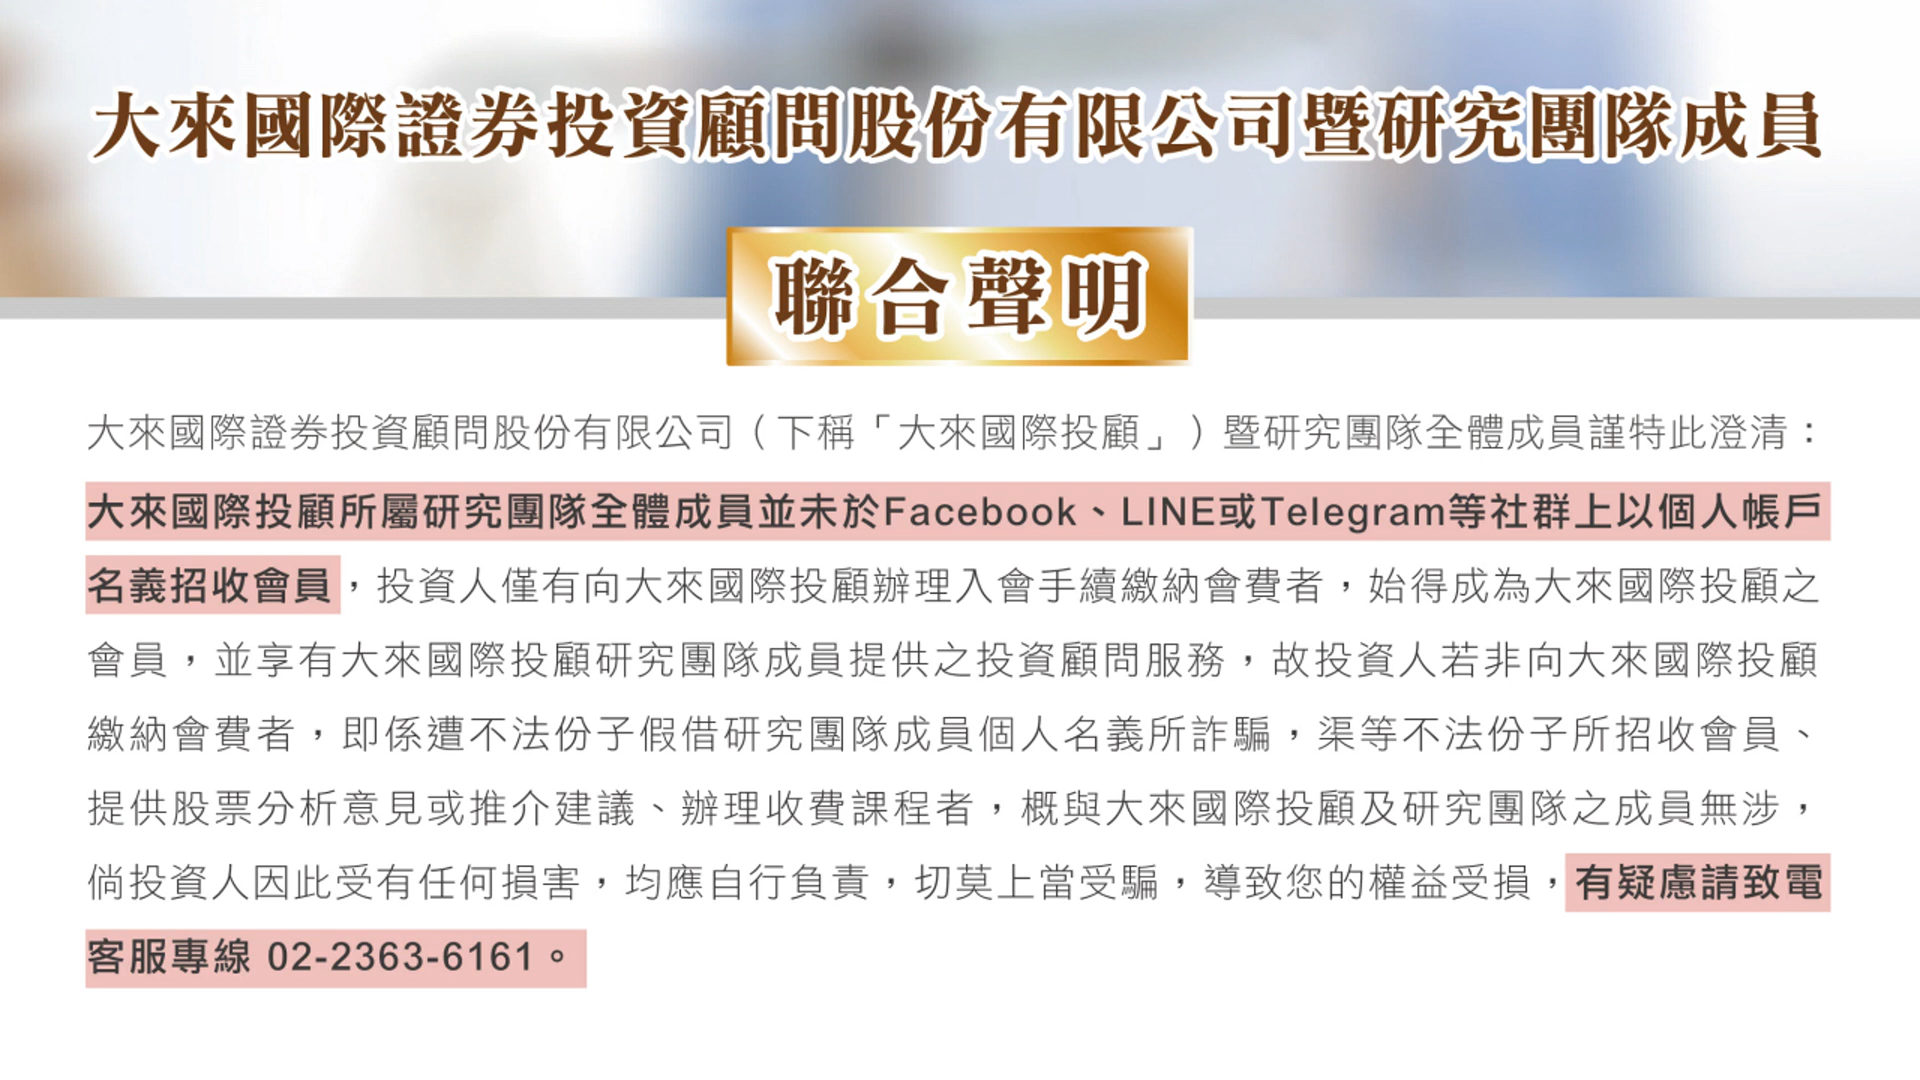 大來國際證券投資顧問股份有限公司暨研究團隊成員
聯合聲明
大來國際證券投資顧問股份有限公司（下稱「大來國際投顧」）暨研究團隊全體成員謹特此澄清：
大來國際投顧所屬研究團隊全體成員並未於Facebook、LINE或Telegram等社群上以個人帳戶
名義招收會員，投資人僅有向大來國際投顧辦理入會手續繳納會費者，始得成為大來國際投顧之
會員，並享有大來國際投顧研究團隊成員提供之投資顧問服務，故投資人若非向大來國際投顧
繳納會費者，即係遭不法份子假借研究團隊成員個人名義所詐騙，渠等不法份子所招收會員、
提供股票分析意見或推介建議、辦理收費課程者，概與大來國際投顧及研究團隊之成員無涉，
倘投資人因此受有任何損害，均應自行負責，切莫上當受騙，導致您的權益受損，有疑慮請致電
客服專線 02-2363-6161。